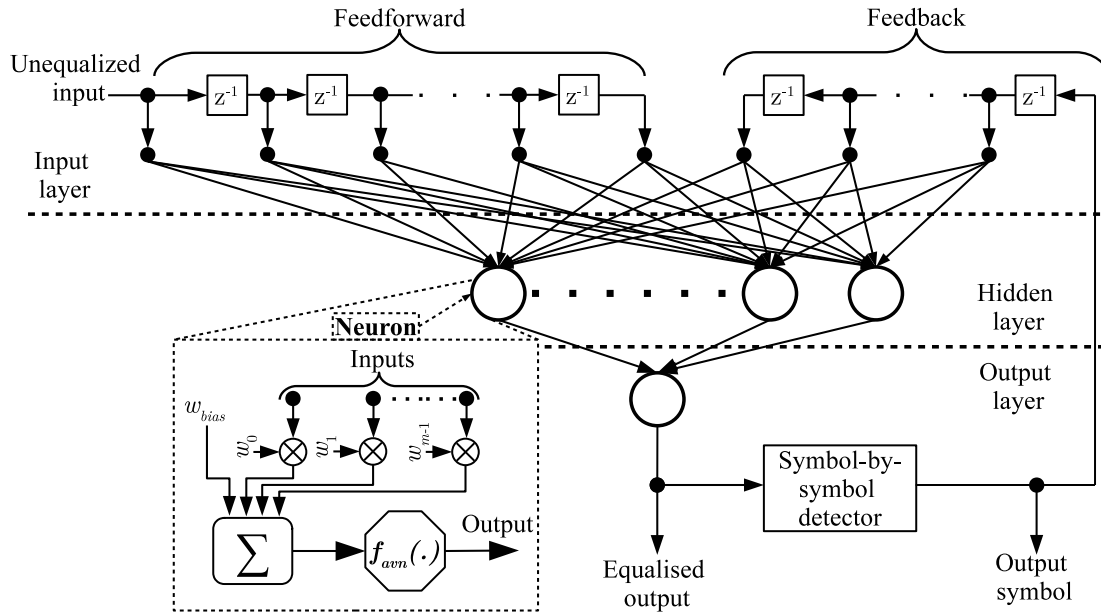 Feedforward
Feedback
Unequalized
input
z-1
z-1
z-1
z-1
z-1
Input
layer
Hidden
layer
Neuron
Output
layer
Inputs
wbias
w0
w1
wm-1
Σ
favn(.)
Output
Symbol-by-
symbol
detector
Equalised
output
Output
symbol